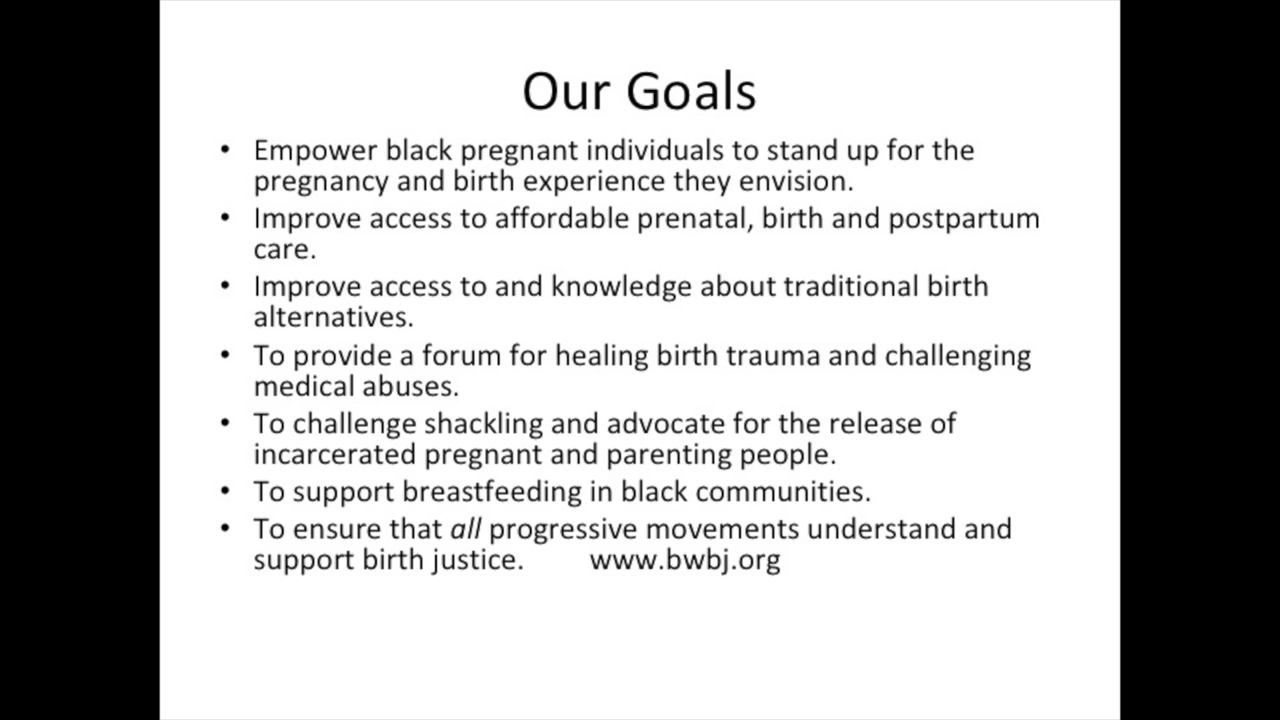 Our Goals
• Empower black pregnant individuals to stand up for the
pregnancy and birth experience they envision.
• Improve access to affordable prenatal, birth and postpartum
care.
• Improve access to and knowledge about traditional birth
alternatives.
• To provide a forum for healing birth trauma and challenging
medical abuses.
• To challenge shackling and advocate for the release of
incarcerated pregnant and parenting people.
• To support breastfeeding in black communities.
• To ensure that all progressive movements understand and
support birth justice. www.bwbj.org